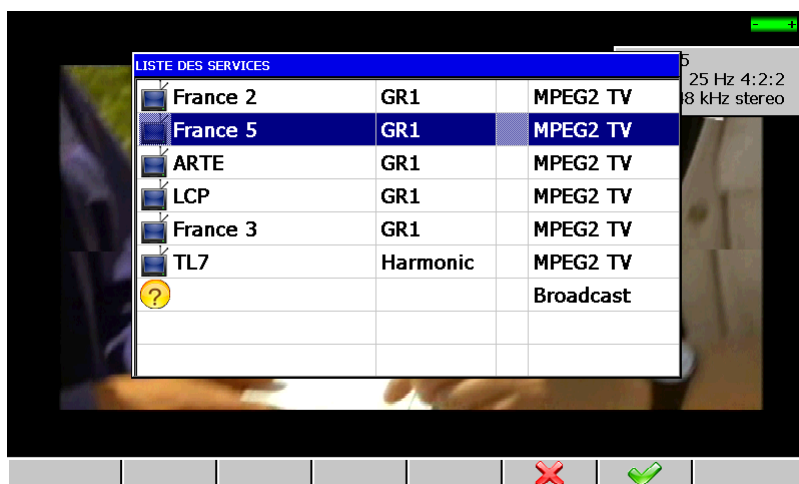 - +
LISTE DES SERVICES
5
25 Hz 4:2:2
8 kHz stereo
France 2 GR1 MPEG2 TV
France 5 GR1 MPEG2 TV
ARTE GR1 MPEG2 TV
LCP GR1 MPEG2 TV
France 3 GR1 MPEG2 TV
TL7 Harmonic MPEG2 TV
? Broadcast